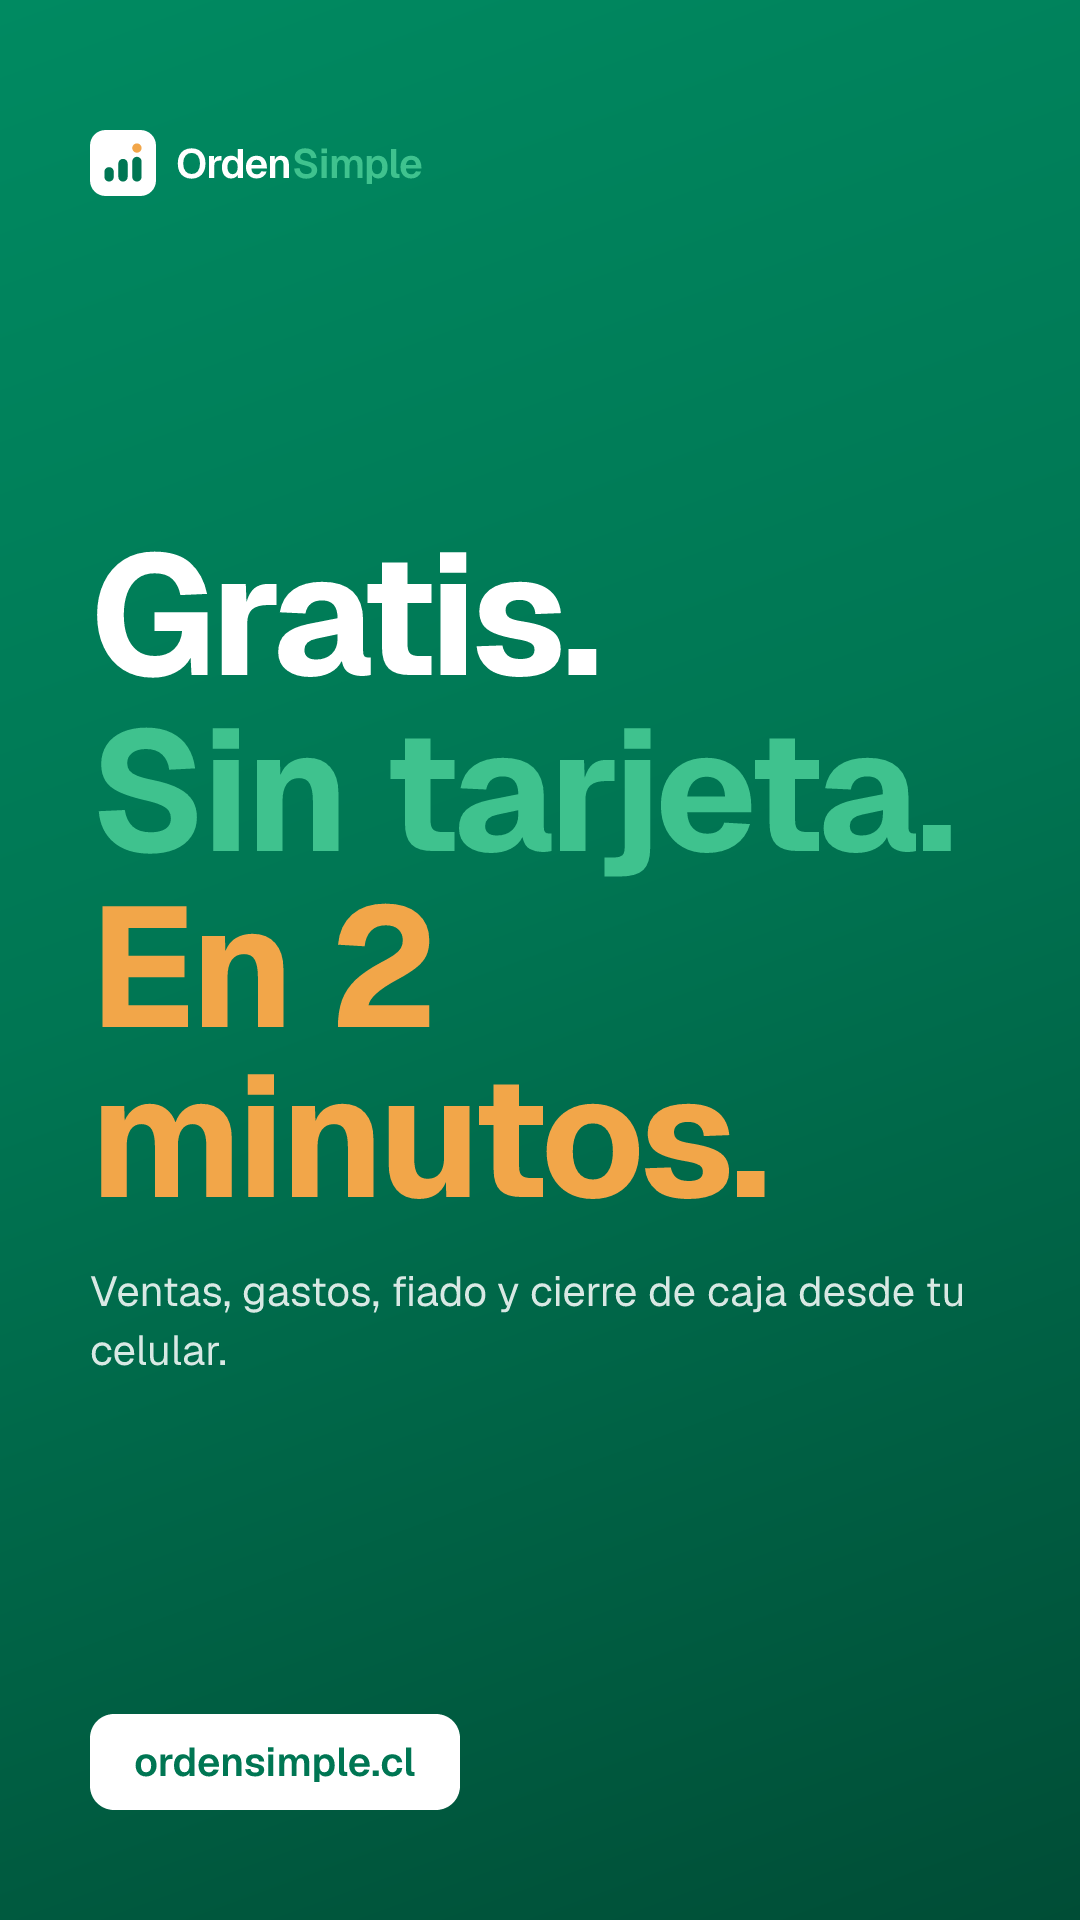 OrdenSimple
Gratis.
Sin tarjeta.
En 2
minutos.
Ventas, gastos, fiado y cierre de caja desde tu
celular.
ordensimple.cl